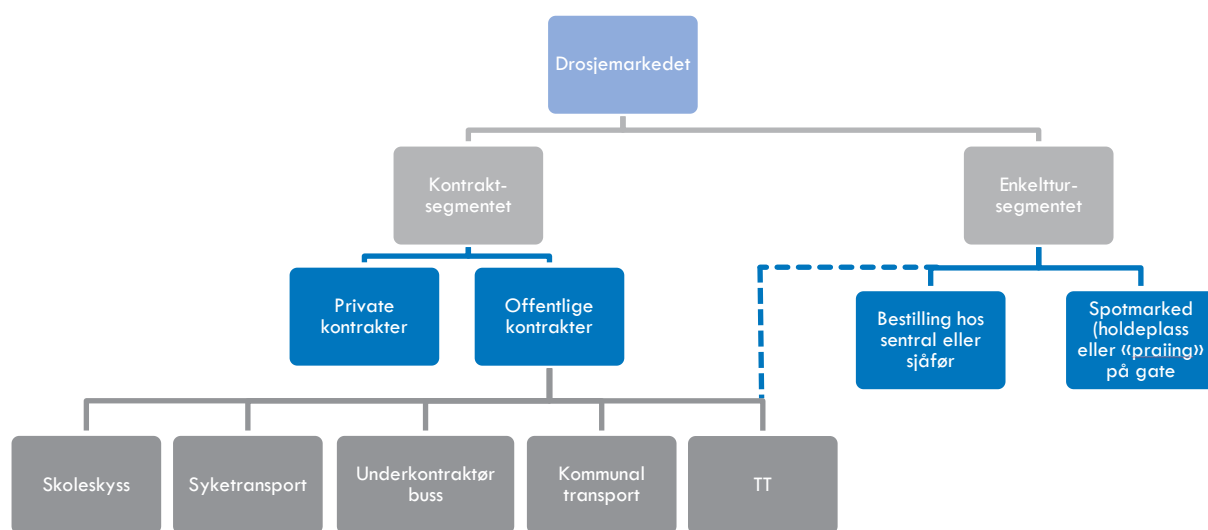 Drosjemarkedet
Kontrakt-
segmentet
Enkelttur-
segmentet
Private
kontrakter
Offentlige
kontrakter
Bestilling hos
sentral eller
sjåfør
Spotmarked
(holdeplass
eller «praiing»
på gate
Skoleskyss
Syketransport
Underkontraktør
buss
Kommunal
transport
TT